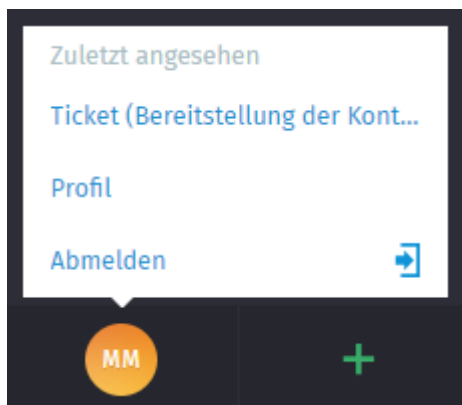 Zuletzt angesehen
Ticket (Bereitstellung der Kont...
Profil
Abmelden
MM
+